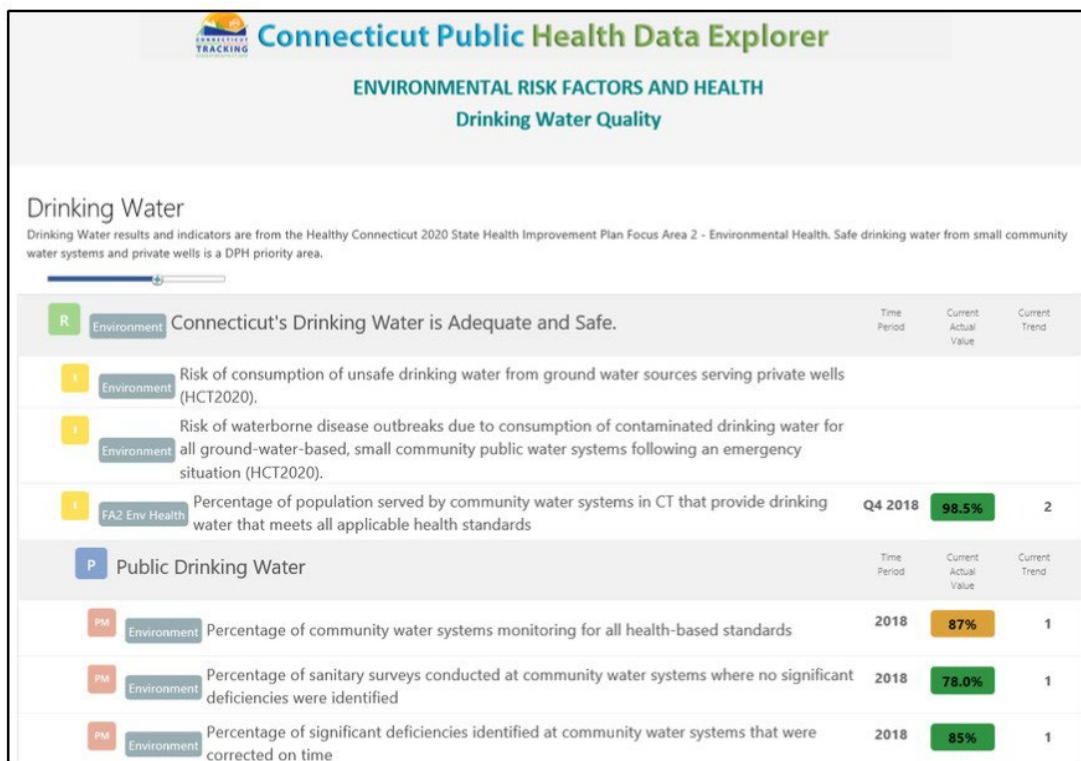 CONNECTICUT
TRACKING
Connecticut Public Health Data Explorer
ENVIRONMENTAL RISK FACTORS AND HEALTH
Drinking Water Quality
Drinking Water
Drinking Water results and indicators are from the Healthy Connecticut 2020 State Health Improvement Plan Focus Area 2 - Environmental Health. Safe drinking water from small community
water systems and private wells is a DPH priority area.
R Environment Connecticut's Drinking Water is Adequate and Safe.
Time Period Current Actual Value Current Trend
I Environment Risk of consumption of unsafe drinking water from ground water sources serving private wells
(HCT2020).
I Environment Risk of waterborne disease outbreaks due to consumption of contaminated drinking water for
all ground-water-based, small community public water systems following an emergency
situation (HCT2020).
I FA2 Env Health Percentage of population served by community water systems in CT that provide drinking
water that meets all applicable health standards
Q4 2018 98.5% 2
P Public Drinking Water
Time Period Current Actual Value Current Trend
PM Environment Percentage of community water systems monitoring for all health-based standards
2018 87% 1
PM Environment Percentage of sanitary surveys conducted at community water systems where no significant
deficiencies were identified
2018 78.0% 1
PM Environment Percentage of significant deficiencies identified at community water systems that were
corrected on time
2018 85% 1